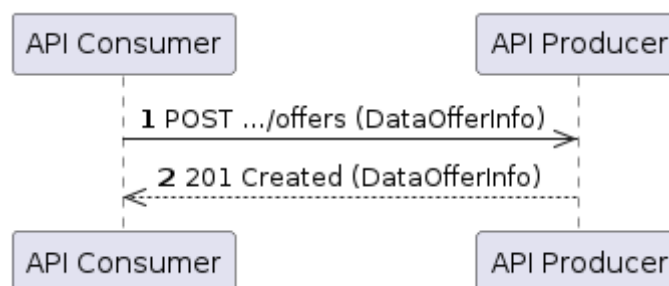 API Consumer
API Producer
1 POST .../offers (DataOfferInfo)
2 201 Created (DataOfferInfo)
API Consumer
API Producer